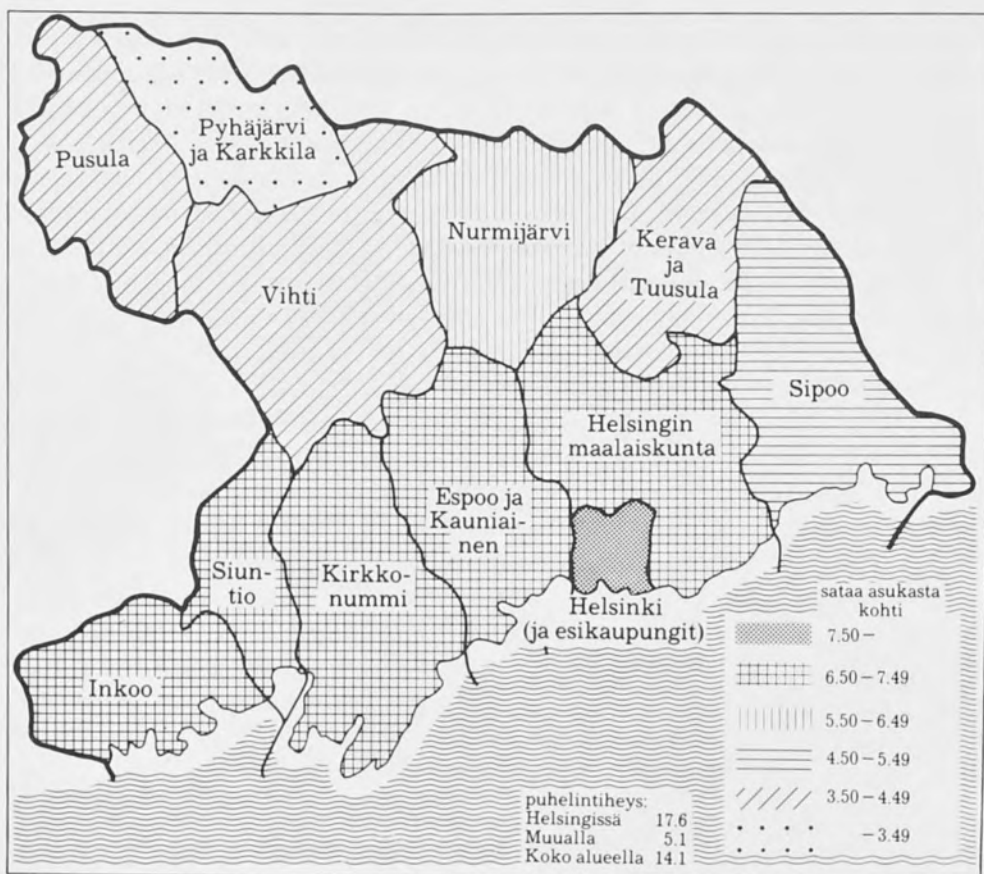 Pusula
Pyhäjärvi
ja Karkkila
Nurmijärvi
Kerava
ja
Tuusula
Vihti
Sipoo
Helsingin
maalaiskunta
Espoo ja
Kauniai-
nen
Siun-
tio
Kirkko-
nummi
Inkoo
Helsinki
(ja esikaupungit)
sataa asukasta
kohti
7.50 —
6.50 — 7.49
5.50 — 6.49
4.50 — 5.49
3.50 — 4.49
— 3.49
puhelintiheys:
Helsingissä 17.6
Muualla 5.1
Koko alueella 14.1